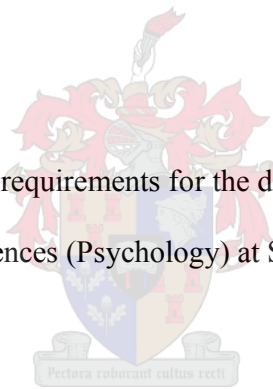 requirements for the d
ences (Psychology) at S
Pectora roborant cultus recti